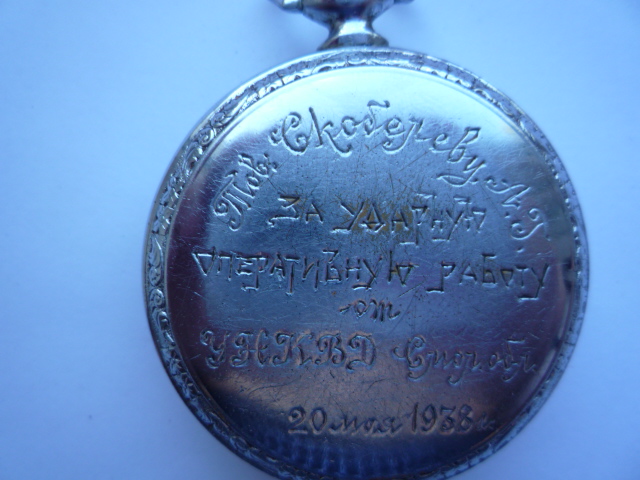 Тов: Скобелеву. А. Г.
ЗА УДАРНУЮ
ОПЕРАТИВНУЮ РАБОТУ
от
УНКВД
20 мая 1938 г.